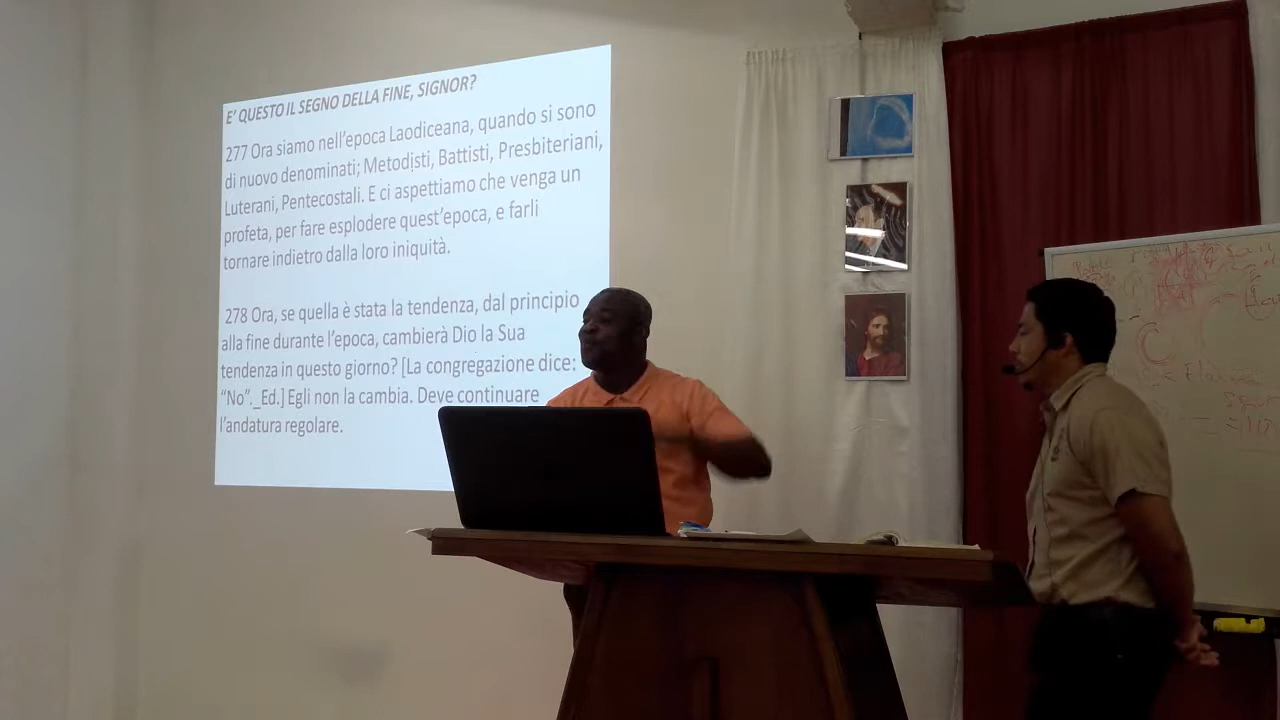 E' QUESTO IL SEGNO DELLA FINE, SIGNOR?
277 Ora siamo nell'epoca Laodiceana, quando si sono
di nuovo denominati; Metodisti, Battisti, Presbiteriani,
Luterani, Pentecostali. E ci aspettiamo che venga un
profeta, per fare esplodere quest'epoca, e farli
tornare indietro dalla loro iniquità.
278 Ora, se quella è stata la tendenza, dal principio
alla fine durante l'epoca, cambierà Dio la Sua
tendenza in questo giorno? [La congregazione dice:
"No"._Ed.] Egli non la cambia. Deve continuare
l'andatura regolare.